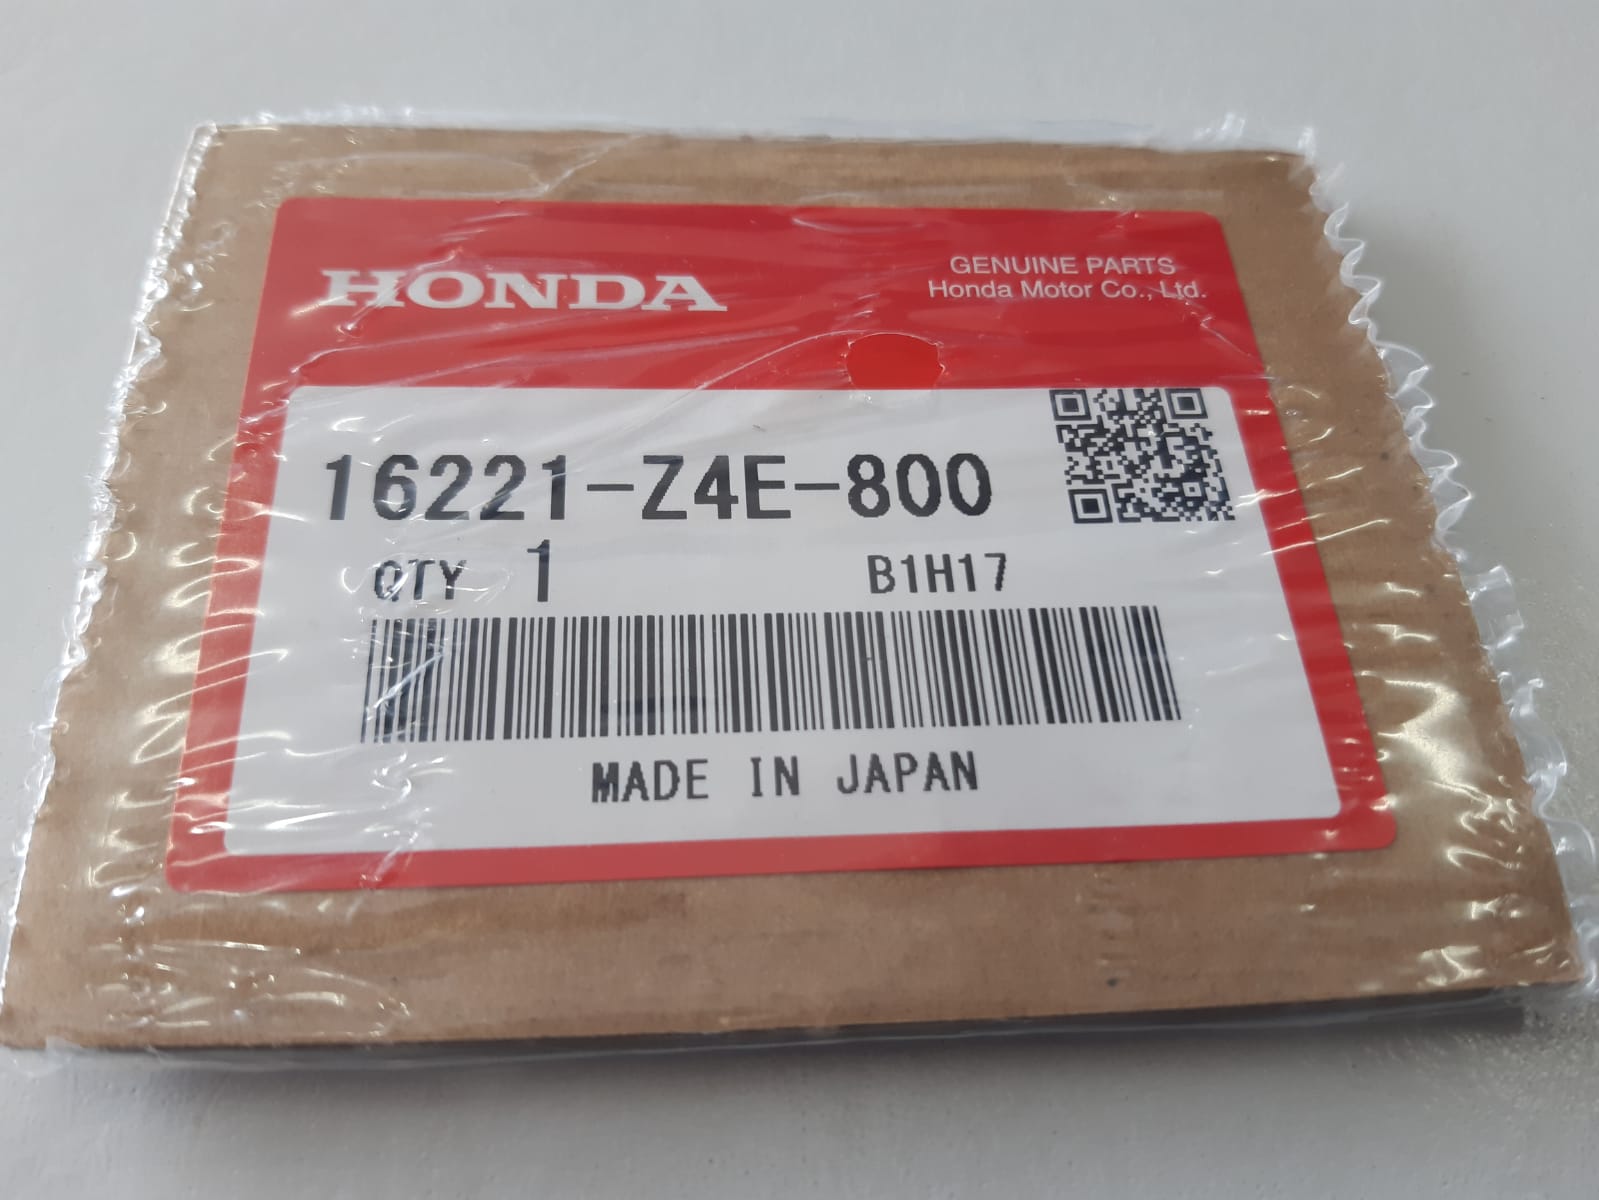 HONDA
GENUINE PARTS
Honda Motor Co., Ltd.
16221-Z4E-800
QTY 1 B1H17
MADE IN JAPAN